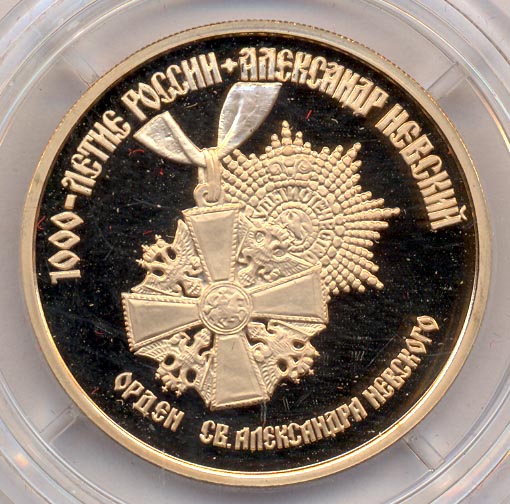 1000-ЛЕТИЕ РОССИИ • АЛЕКСАНДР НЕВСКИЙ
ОРДЕН СВ. АЛЕКСАНДРА НЕВСКОГО